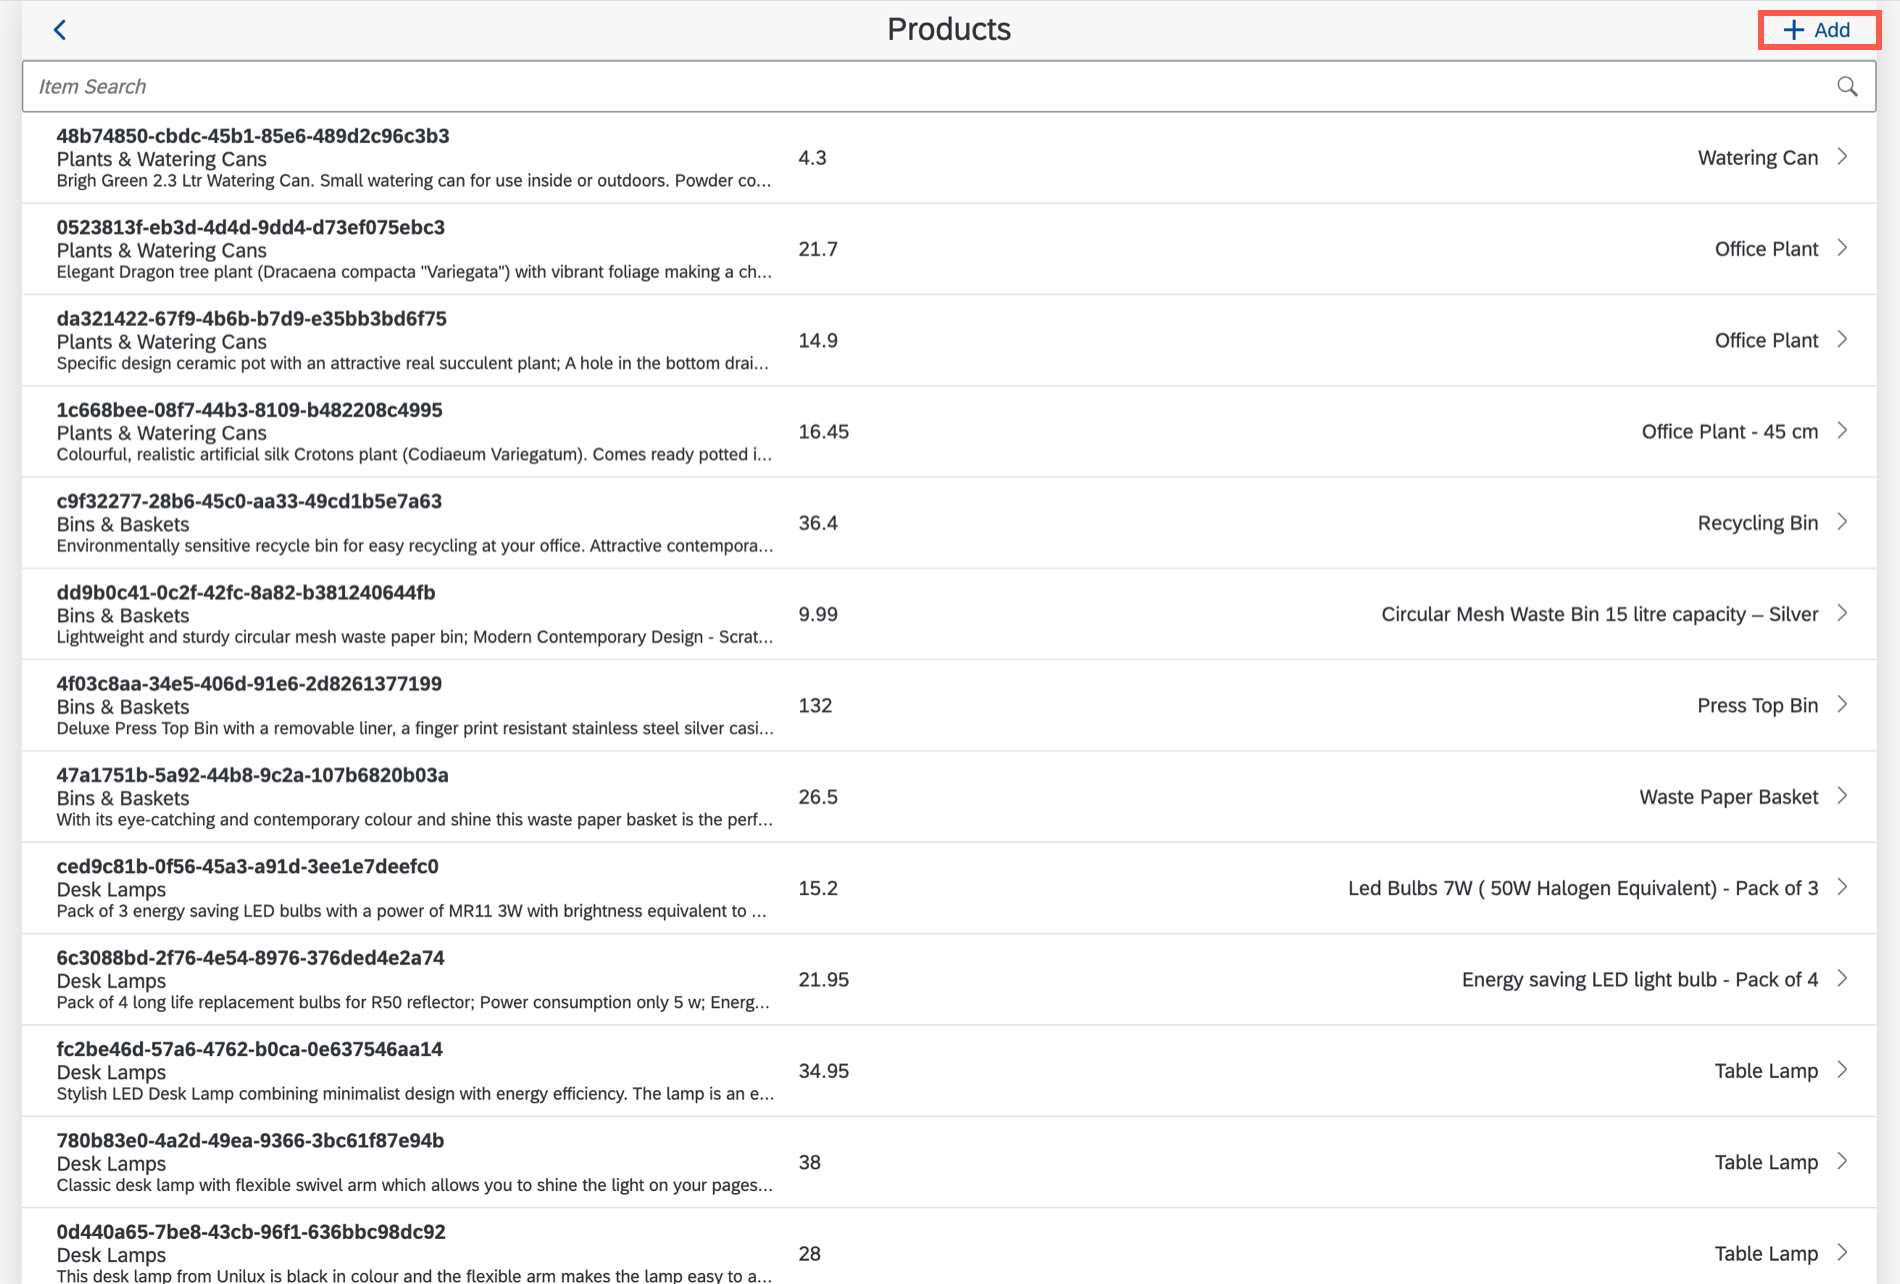 Products
Add
Item Search
48b74850-cbdc-45b1-85e6-489d2c96c3b3
Plants & Watering Cans
Brigh Green 2.3 Ltr Watering Can. Small watering can for use inside or outdoors. Powder co...
4.3
Watering Can
0523813f-eb3d-4d4d-9dd4-d73ef075ebc3
Plants & Watering Cans
Elegant Dragon tree plant (Dracaena compacta "Variegata") with vibrant foliage making a ch...
21.7
Office Plant
da321422-67f9-4b6b-b7d9-e35bb3bd6f75
Plants & Watering Cans
Specific design ceramic pot with an attractive real succulent plant; A hole in the bottom drai...
14.9
Office Plant
1c668bee-08f7-44b3-8109-b482208c4995
Plants & Watering Cans
Colourful, realistic artificial silk Crotons plant (Codiaeum Variegatum). Comes ready potted i...
16.45
Office Plant - 45 cm
c9f32277-28b6-45c0-aa33-49cd1b5e7a63
Bins & Baskets
Environmentally sensitive recycle bin for easy recycling at your office. Attractive contempora...
36.4
Recycling Bin
dd9b0c41-0c2f-42fc-8a82-b381240644fb
Bins & Baskets
Lightweight and sturdy circular mesh waste paper bin; Modern Contemporary Design - Scrat...
9.99
Circular Mesh Waste Bin 15 litre capacity – Silver
4f03c8aa-34e5-406d-91e6-2d8261377199
Bins & Baskets
Deluxe Press Top Bin with a removable liner, a finger print resistant stainless steel silver casi...
132
Press Top Bin
47a1751b-5a92-44b8-9c2a-107b6820b03a
Bins & Baskets
With its eye-catching and contemporary colour and shine this waste paper basket is the perf...
26.5
Waste Paper Basket
ced9c81b-0f56-45a3-a91d-3ee1e7deefc0
Desk Lamps
Pack of 3 energy saving LED bulbs with a power of MR11 3W with brightness equivalent to ...
15.2
Led Bulbs 7W ( 50W Halogen Equivalent) - Pack of 3
6c3088bd-2f76-4e54-8976-376ded4e2a74
Desk Lamps
Pack of 4 long life replacement bulbs for R50 reflector; Power consumption only 5 w; Energ...
21.95
Energy saving LED light bulb - Pack of 4
fc2be46d-57a6-4762-b0ca-0e637546aa14
Desk Lamps
Stylish LED Desk Lamp combining minimalist design with energy efficiency. The lamp is an e...
34.95
Table Lamp
780b83e0-4a2d-49ea-9366-3bc61f87e94b
Desk Lamps
Classic desk lamp with flexible swivel arm which allows you to shine the light on your pages...
38
Table Lamp
0d440a65-7be8-43cb-96f1-636bbc98dc92
Desk Lamps
This desk lamp from Unilux is black in colour and the flexible arm makes the lamp easy to a...
28
Table Lamp